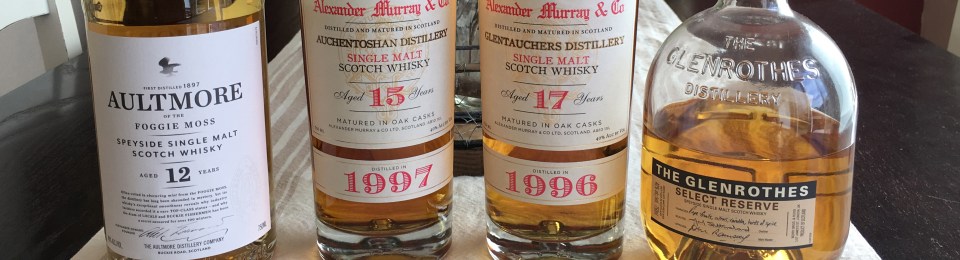 FIRST DISTILLED 1897
AULTMORE
OF THE
FOGGIE MOSS
SPEYSIDE SINGLE MALT
SCOTCH WHISKY
AGED 12 YEARS
THE AULTMORE DISTILLERY COMPANY
Alexander Murray & Co
DISTILLED AND MATURED IN SCOTLAND
AUCHENTOSHAN DISTILLERY
SINGLE MALT
SCOTCH WHISKY
Aged 15 Years
MATURED IN OAK CASKS
DISTILLED IN
1997
Alexander Murray & Co
DISTILLED AND MATURED IN SCOTLAND
GLENTAUCHERS DISTILLERY
SINGLE MALT
SCOTCH WHISKY
Aged 17 Years
MATURED IN OAK CASKS
DISTILLED IN
1996
THE
GLENROTHES
DISTILLERY
THE GLENROTHES
SELECT RESERVE